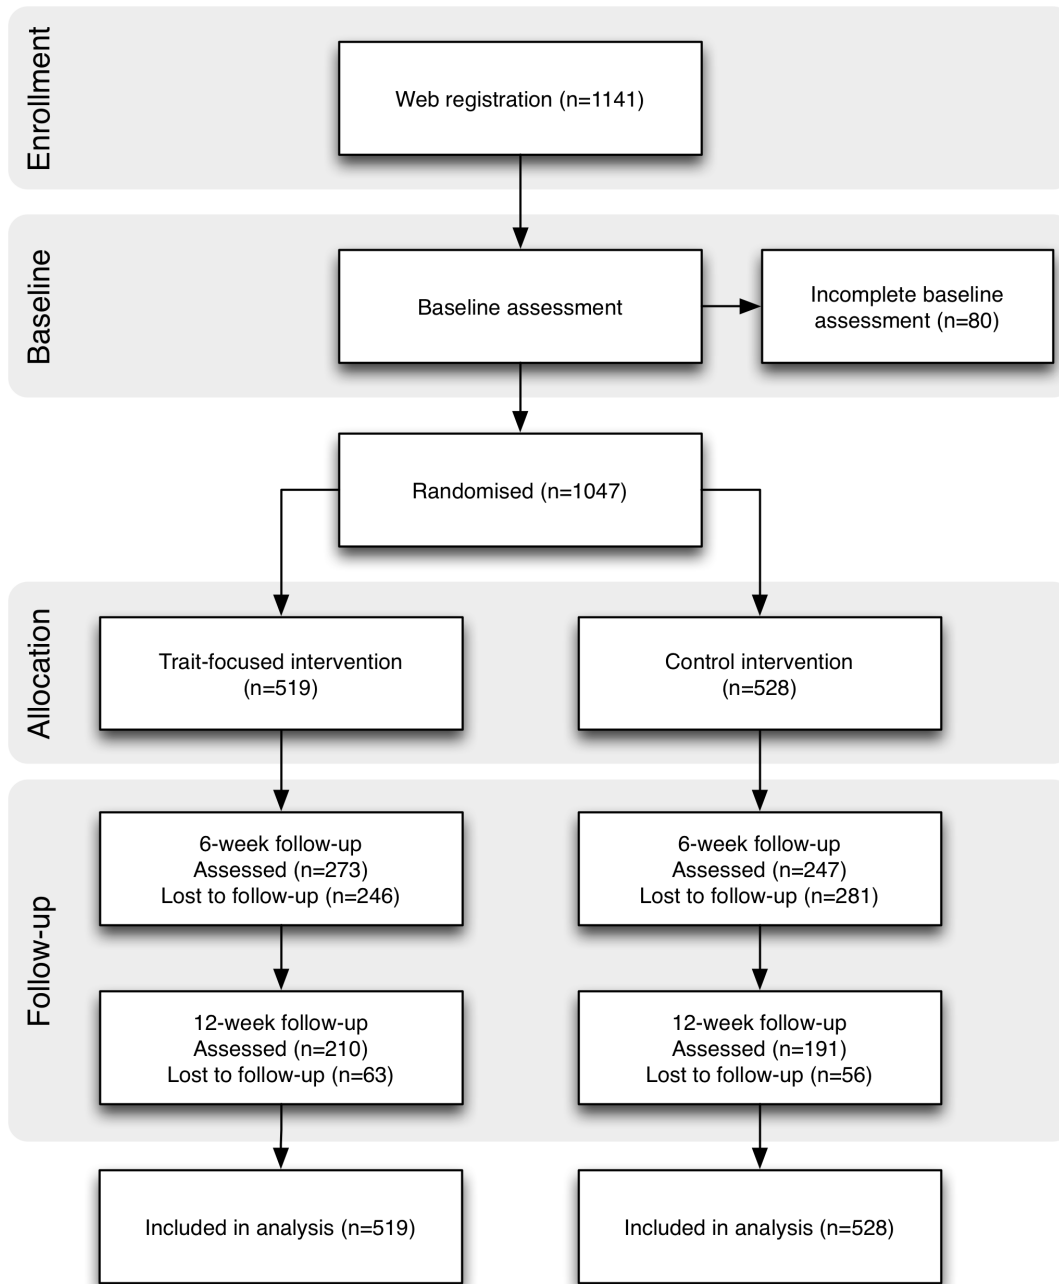 Enrollment
Web registration (n=1141)
Baseline
Baseline assessment
Incomplete baseline
assessment (n=80)
Randomised (n=1047)
Allocation
Trait-focused intervention
(n=519)
Control intervention
(n=528)
Follow-up
6-week follow-up
Assessed (n=273)
Lost to follow-up (n=246)
6-week follow-up
Assessed (n=247)
Lost to follow-up (n=281)
12-week follow-up
Assessed (n=210)
Lost to follow-up (n=63)
12-week follow-up
Assessed (n=191)
Lost to follow-up (n=56)
Included in analysis (n=519)
Included in analysis (n=528)